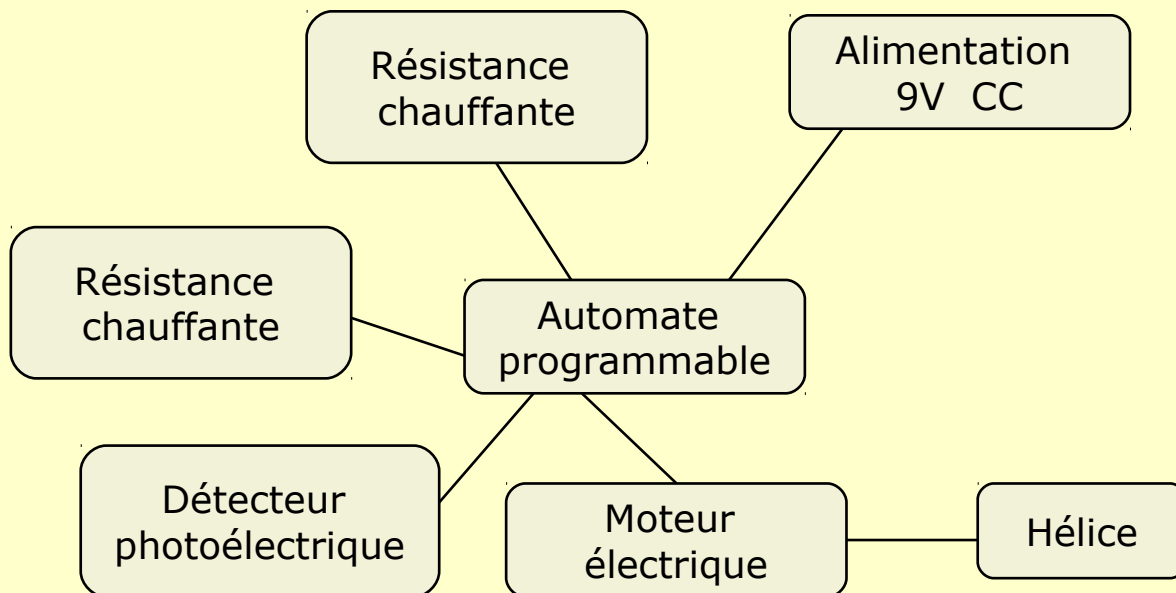 Résistance
chauffante
Alimentation
9V CC
Résistance
chauffante
Automate
programmable
Détecteur
photoélectrique
Moteur
électrique
Hélice